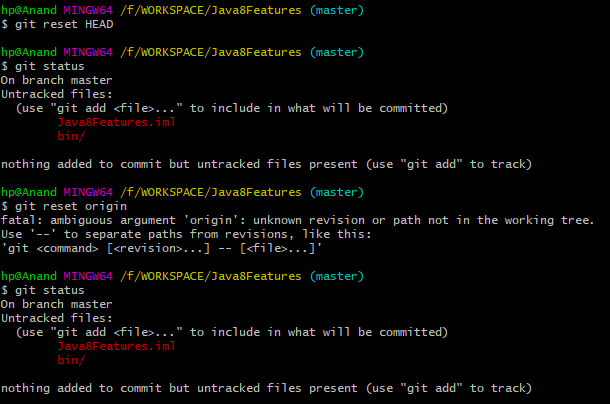 hp@Anand MINGW64 /f/WORKSPACE/Java8Features (master)
$ git reset HEAD
hp@Anand MINGW64 /f/WORKSPACE/Java8Features (master)
$ git status
On branch master
Untracked files:
  (use "git add <file>..." to include in what will be committed)
        Java8Features.iml
        bin/
nothing added to commit but untracked files present (use "git add" to track)
hp@Anand MINGW64 /f/WORKSPACE/Java8Features (master)
$ git reset origin
fatal: ambiguous argument 'origin': unknown revision or path not in the working tree.
Use '--' to separate paths from revisions, like this:
'git <command> [<revision>...] -- [<file>...]'
hp@Anand MINGW64 /f/WORKSPACE/Java8Features (master)
$ git status
On branch master
Untracked files:
  (use "git add <file>..." to include in what will be committed)
        Java8Features.iml
        bin/
nothing added to commit but untracked files present (use "git add" to track)